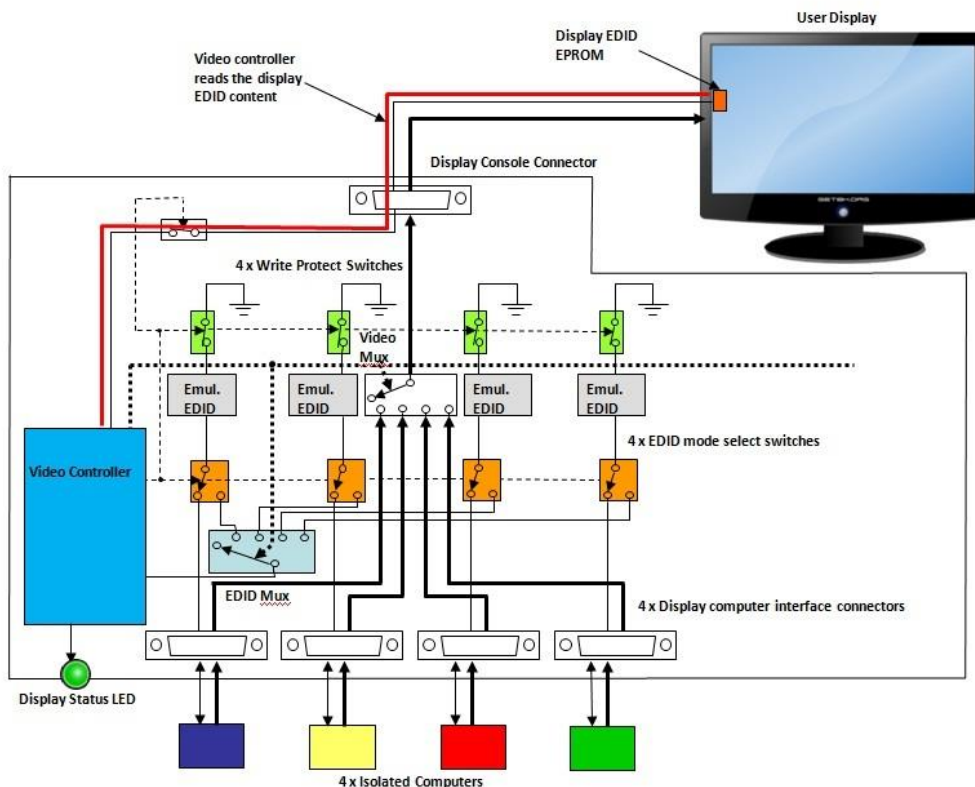 User Display
Display EDID
EPROM
Video controller
reads the display
EDID content
Display Console Connector
GETEK.ORG
4 x Write Protect Switches
Video
Mux
Emul.
EDID
Emul.
EDID
Emul.
EDID
Emul.
EDID
4 x EDID mode select switches
Video Controller
EDID Mux
4 x Display computer interface connectors
Display Status LED
4 x Isolated Computers